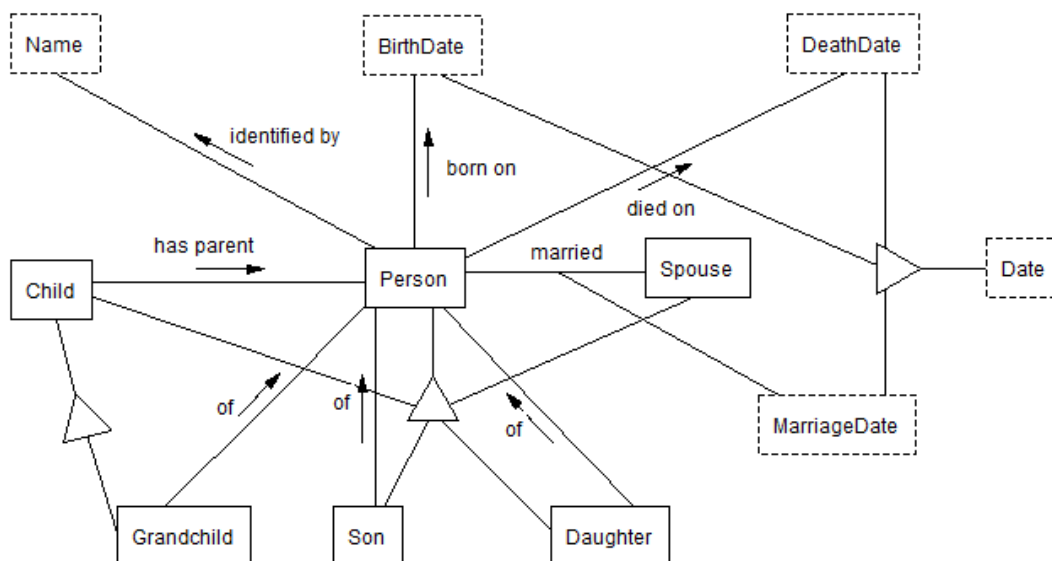 Name
BirthDate
DeathDate
identified by
born on
died on
has parent
married
Child
Person
Spouse
Date
of
of
of
MarriageDate
Grandchild
Son
Daughter